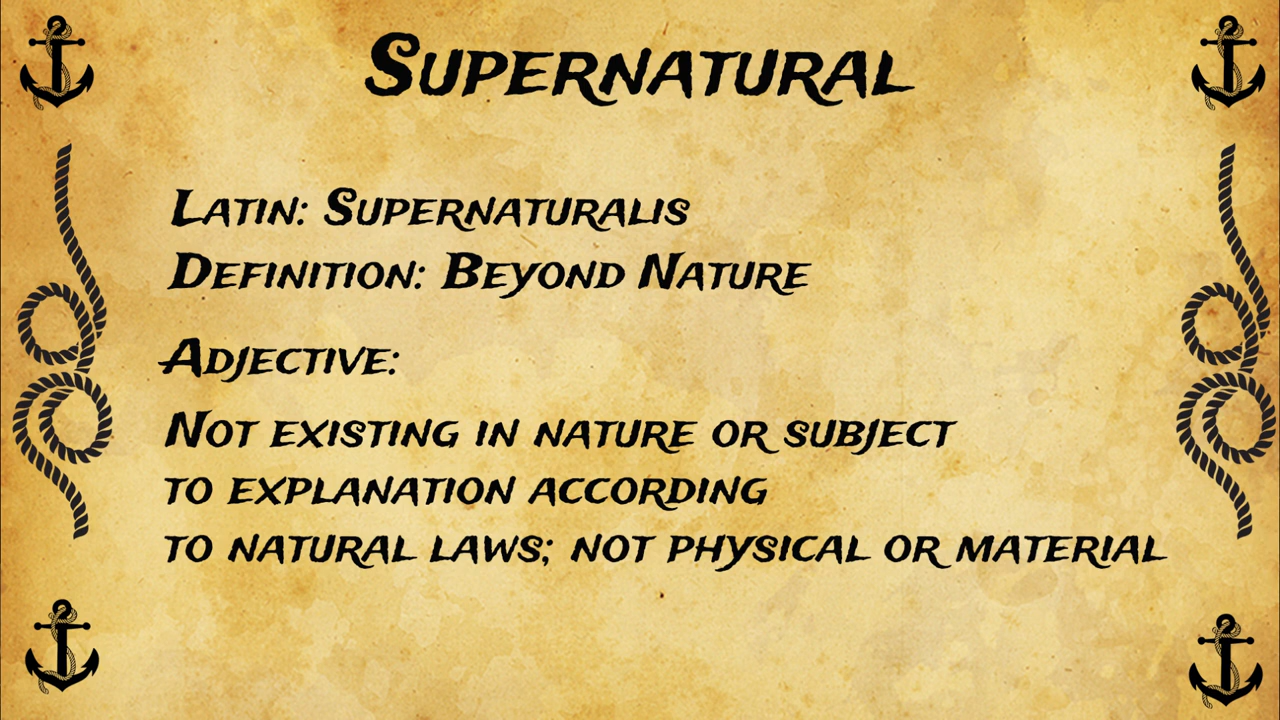 Supernatural
Latin: Supernaturalis
Definition: Beyond Nature
Adjective:
Not existing in nature or subject
to explanation according
to natural laws; not physical or material